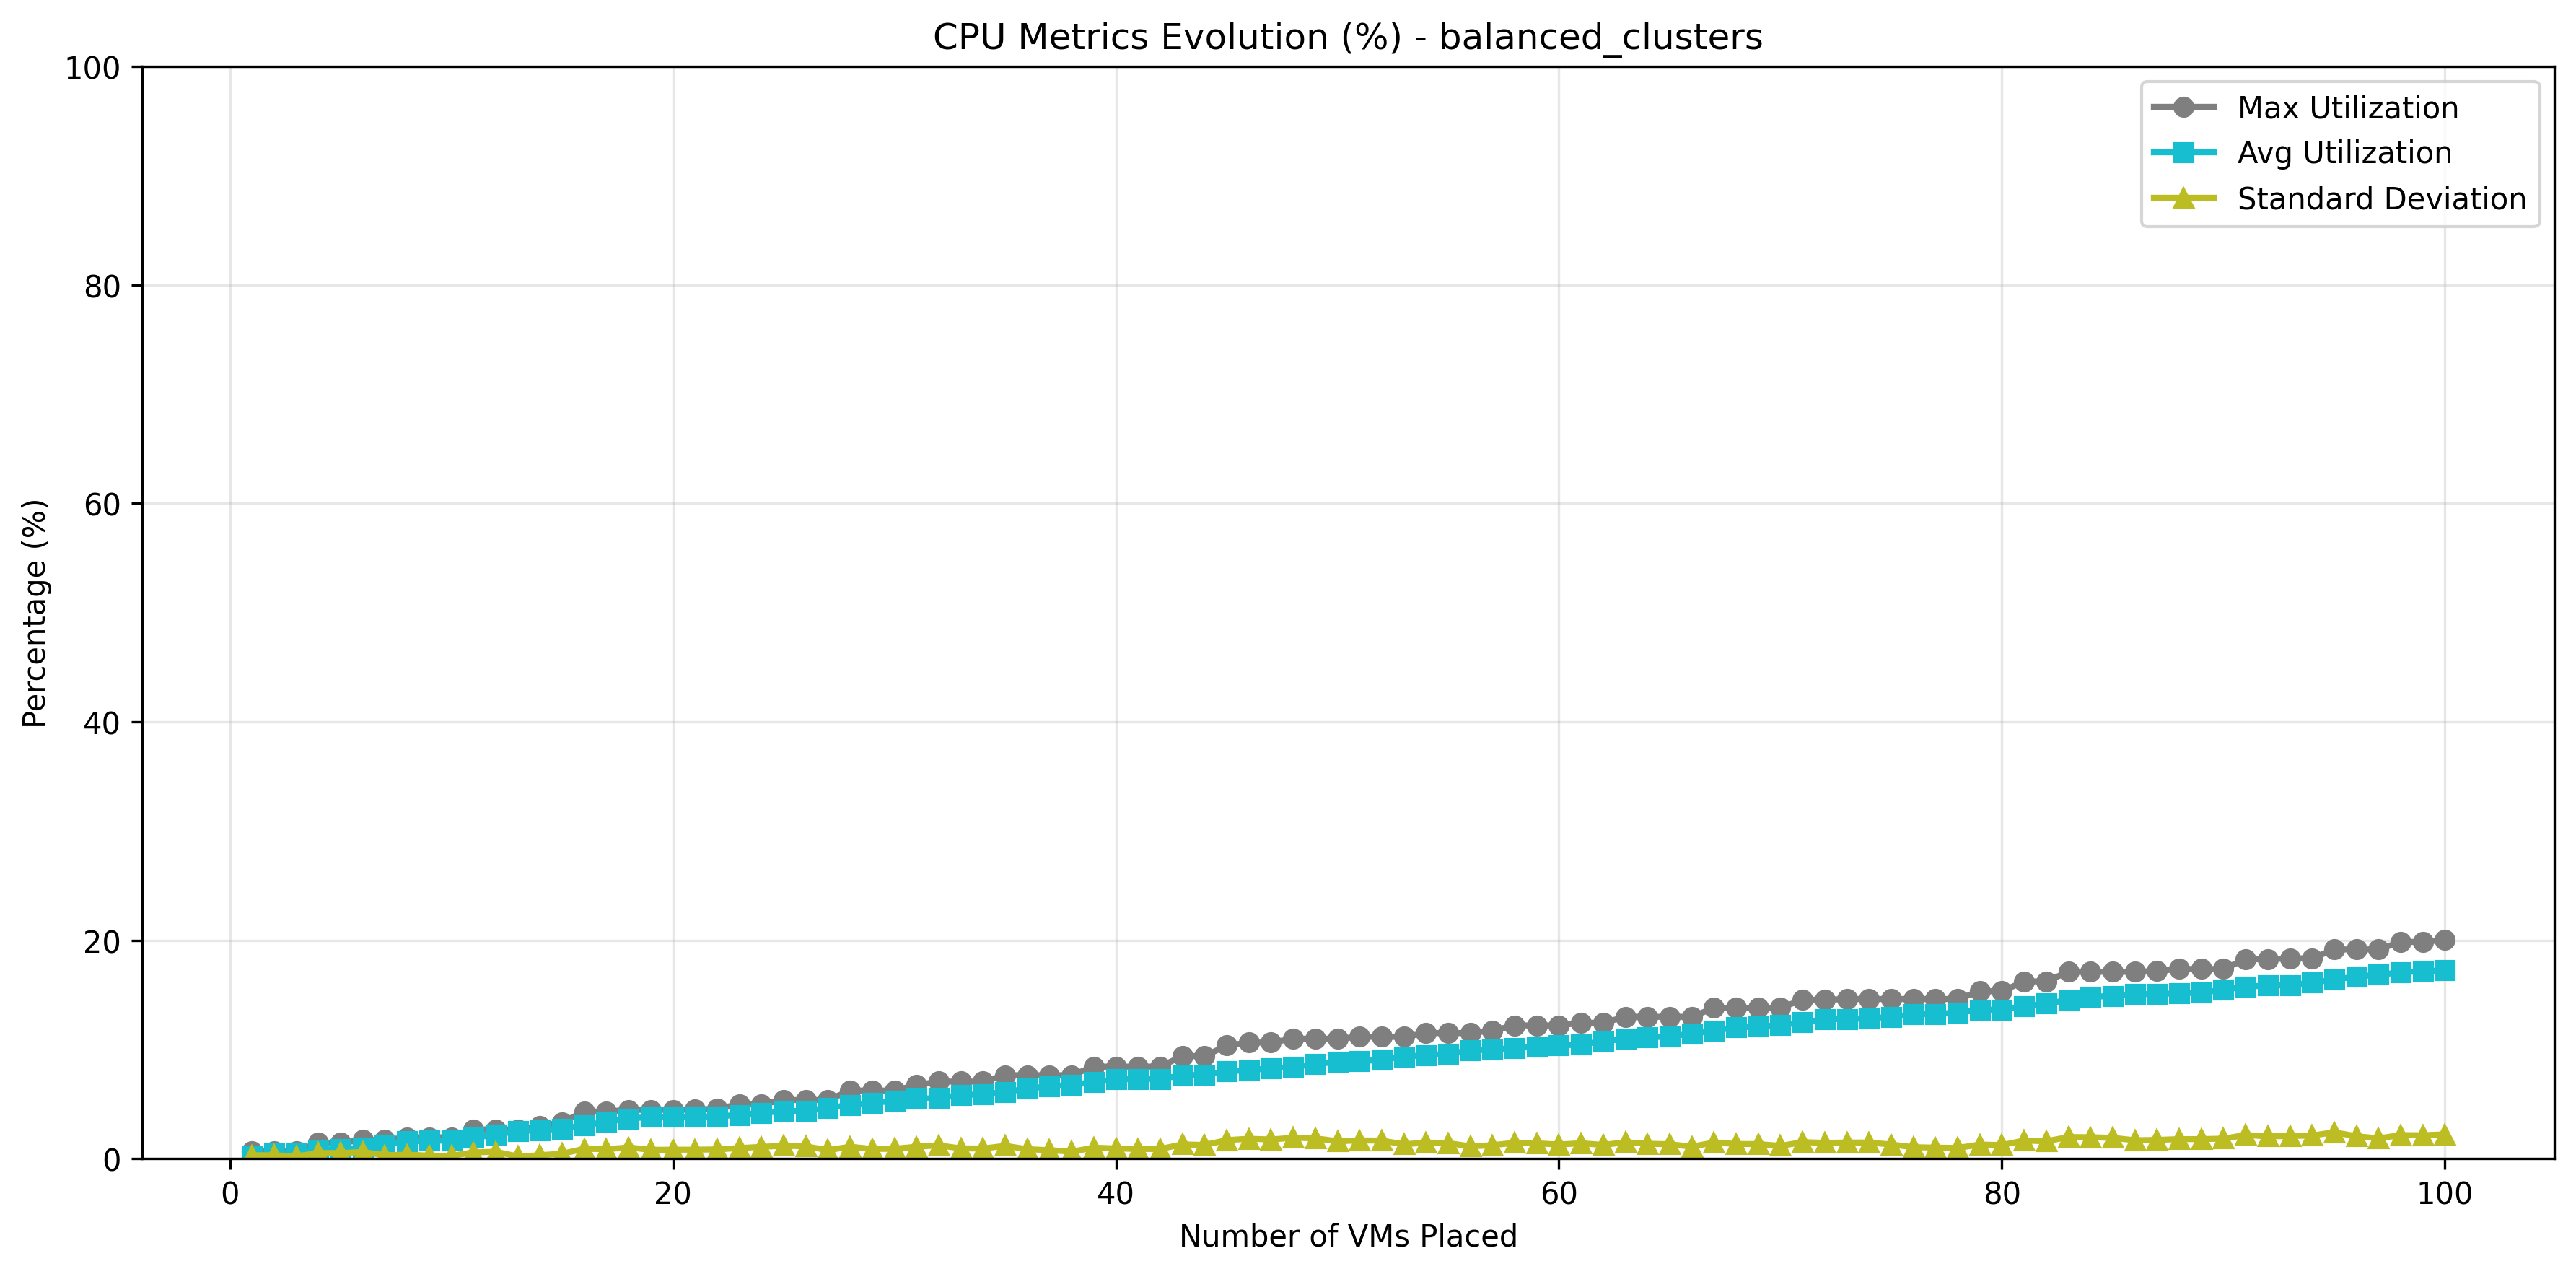 CPU Metrics Evolution (%) - balanced_clusters
100
80
60
40
20
0
Percentage (%)
Max Utilization
Avg Utilization
Standard Deviation
0 20 40 60 80 100
Number of VMs Placed